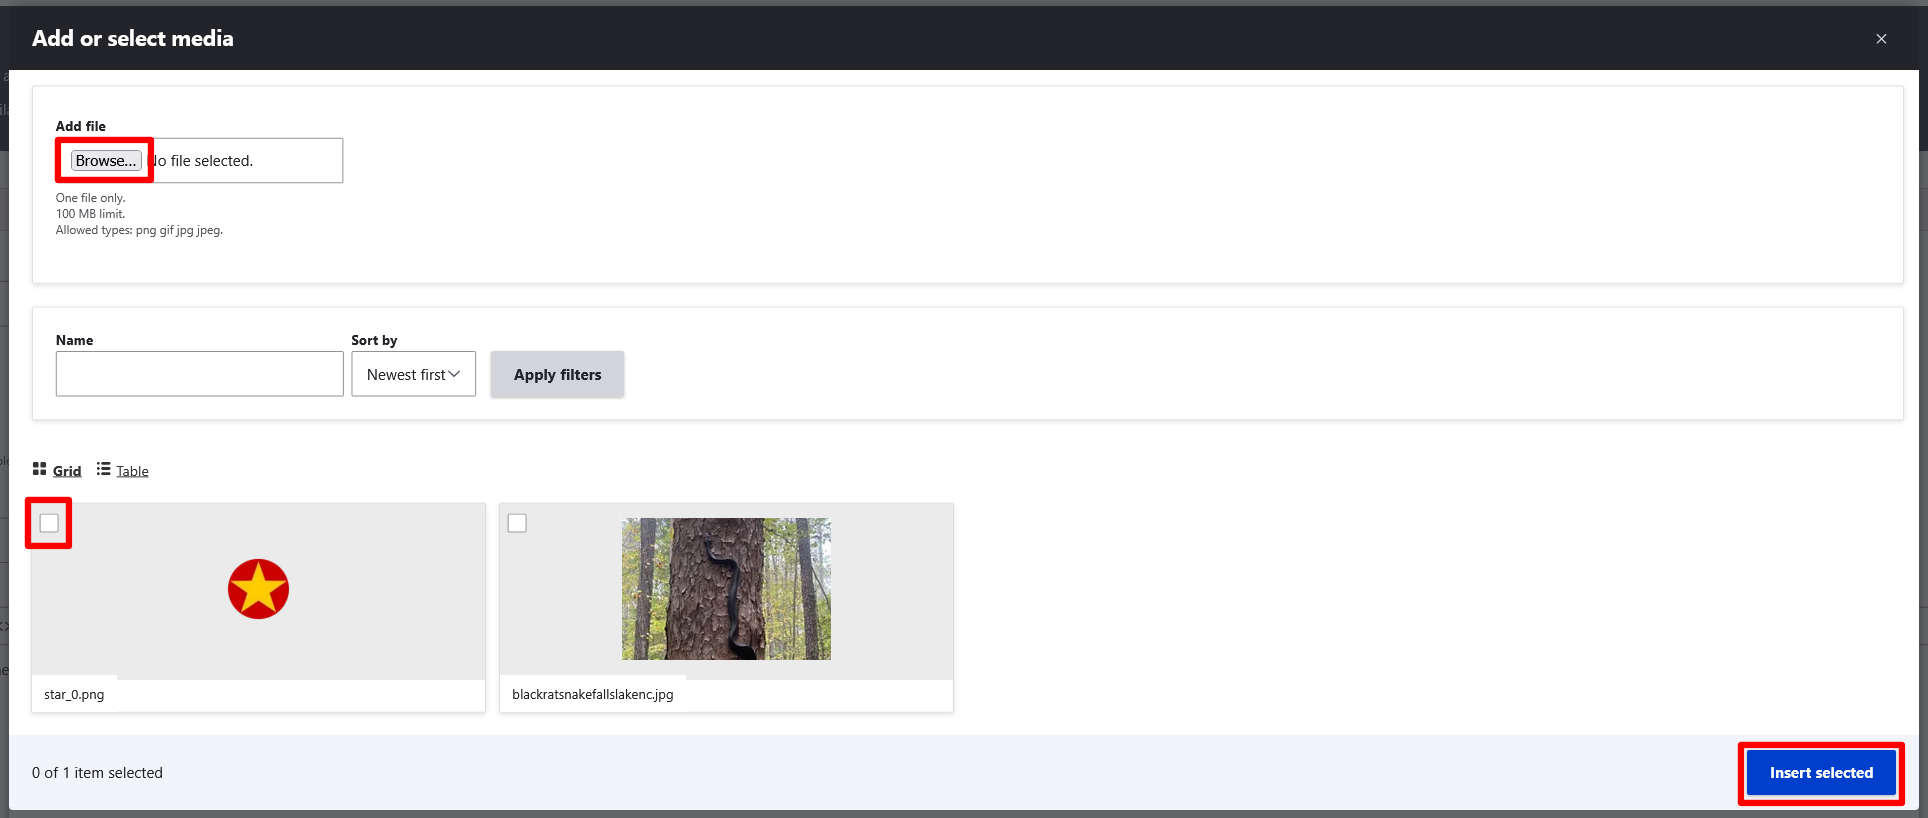 Add or select media
Add file
Browse... No file selected.
One file only.
100 MB limit.
Allowed types: png gif jpg jpeg.
Name
Sort by
Newest first
Apply filters
Grid
Table
star_0.png
blackratsnakefallslakenc.jpg
0 of 1 item selected
Insert selected